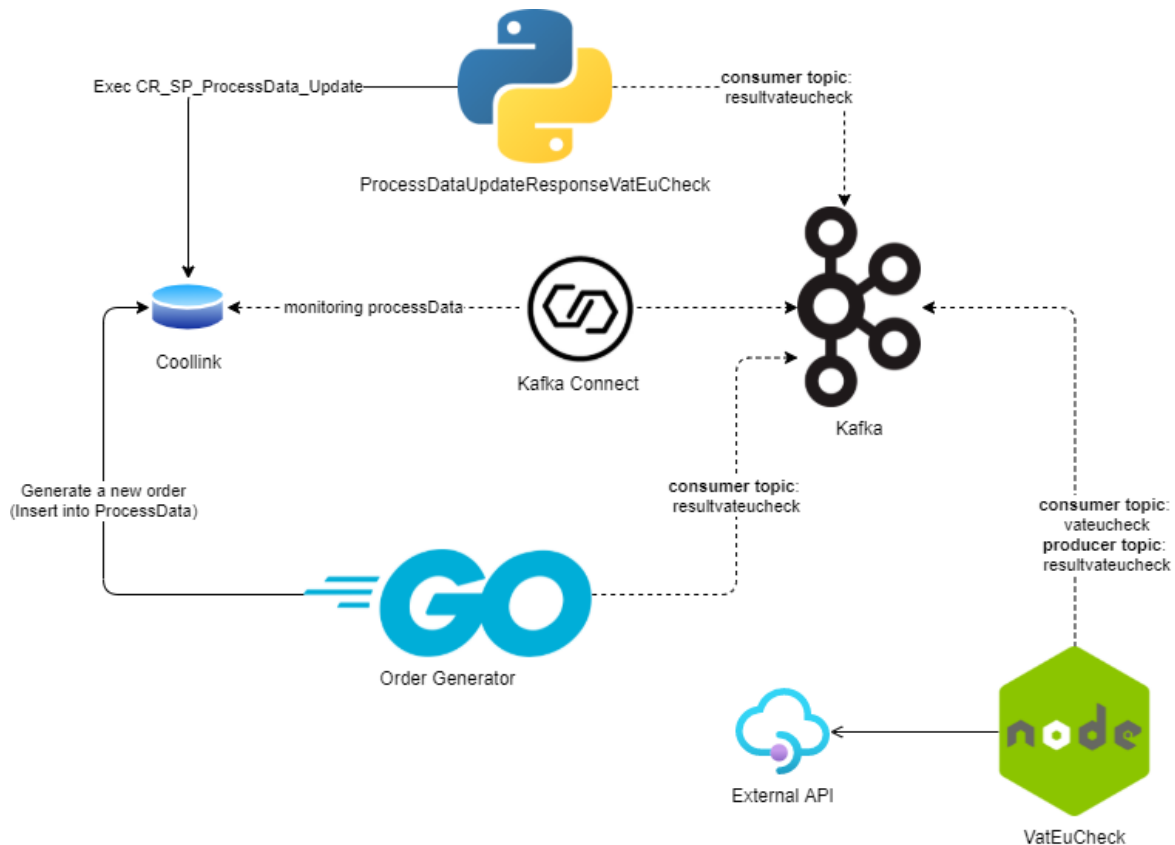 Exec CR_SP_ProcessData_Update
consumer topic:
resultvateucheck
ProcessDataUpdateResponseVatEuCheck
monitoring processData
Coollink
Kafka Connect
Kafka
Generate a new order
(Insert into ProcessData)
consumer topic:
resultvateucheck
consumer topic:
vateucheck
producer topic:
resultvateucheck
GO
Order Generator
node
External API
VatEuCheck